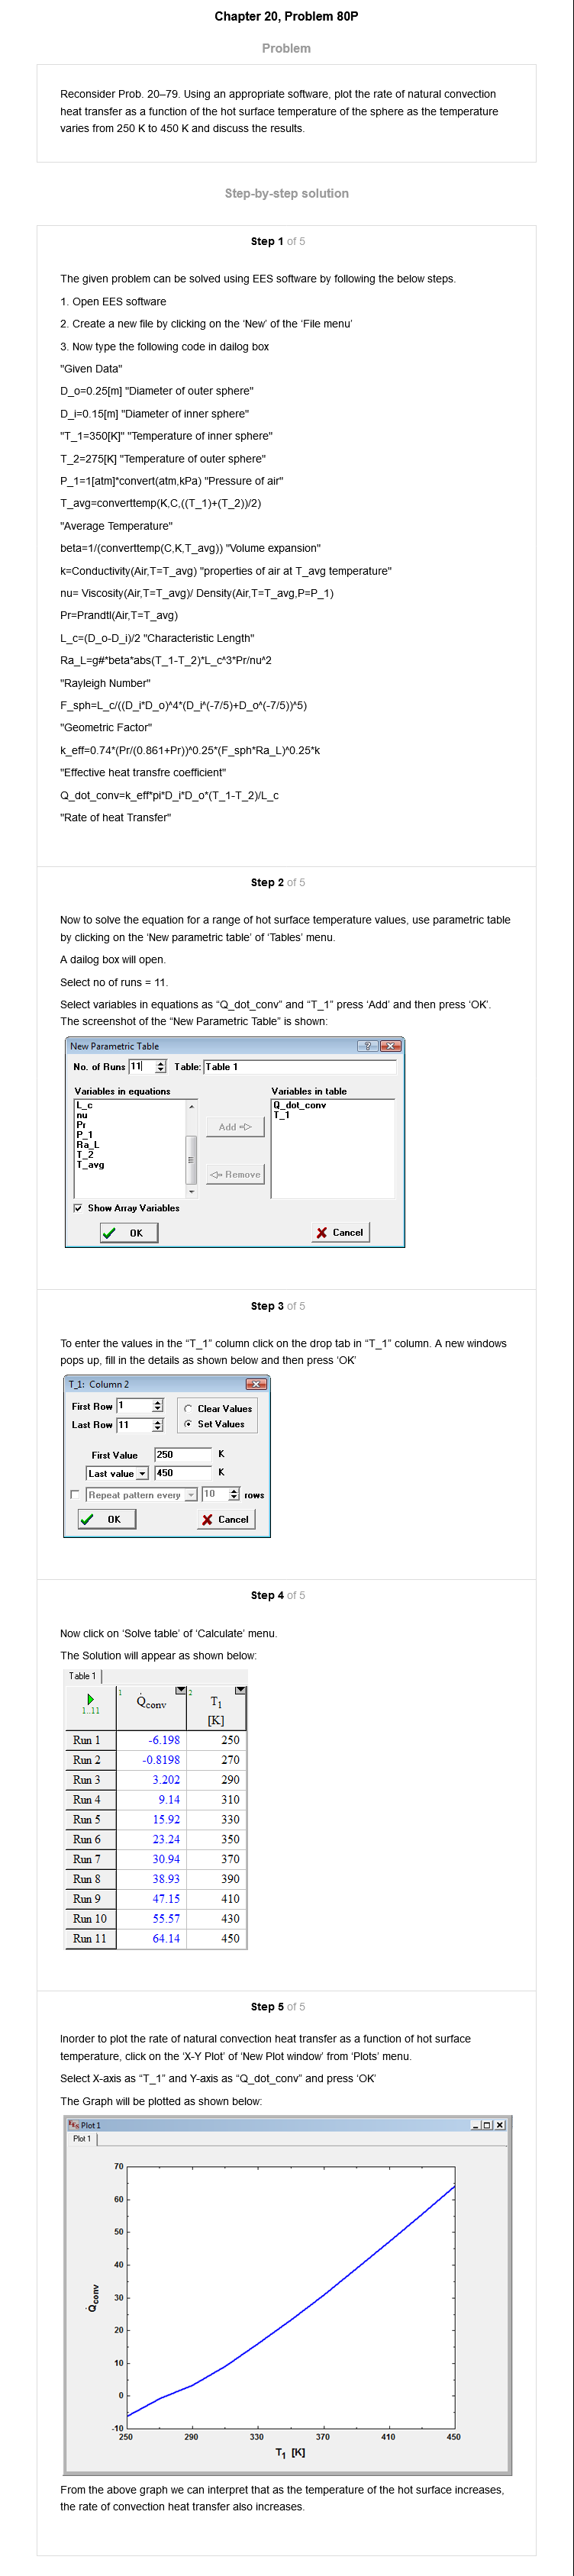 Chapter 20, Problem 80P
Problem
Reconsider Prob. 20–79. Using an appropriate software, plot the rate of natural convection
heat transfer as a function of the hot surface temperature of the sphere as the temperature
varies from 250 K to 450 K and discuss the results.
Step-by-step solution
Step 1 of 5
The given problem can be solved using EES software by following the below steps.
1. Open EES software
2. Create a new file by clicking on the ‘New’ of the ‘File menu’
3. Now type the following code in dailog box
"Given Data"
D_o=0.25[m] "Diameter of outer sphere"
D_i=0.15[m] "Diameter of inner sphere"
"T_1=350[K]" "Temperature of inner sphere"
T_2=275[K] "Temperature of outer sphere"
P_1=1[atm]*convert(atm,kPa) "Pressure of air"
T_avg=converttemp(K,C,((T_1)+(T_2))/2)
"Average Temperature"
beta=1/(converttemp(C,K,T_avg)) "Volume expansion"
k=Conductivity(Air,T=T_avg) "properties of air at T_avg temperature"
nu= Viscosity(Air,T=T_avg)/ Density(Air,T=T_avg,P=P_1)
Pr=Prandtl(Air,T=T_avg)
L_c=(D_o-D_i)/2 "Characteristic Length"
Ra_L=g#*beta*abs(T_1-T_2)*L_c^3*Pr/nu^2
"Rayleigh Number"
F_sph=L_c/((D_i*D_o)^4*(D_i^(-7/5)+D_o^(-7/5))^5)
"Geometric Factor"
k_eff=0.74*(Pr/(0.861+Pr))^0.25*(F_sph*Ra_L)^0.25*k
"Effective heat transfre coefficient"
Q_dot_conv=k_eff*pi*D_i*D_o*(T_1-T_2)/L_c
"Rate of heat Transfer"
Step 2 of 5
Now to solve the equation for a range of hot surface temperature values, use parametric table
by clicking on the ‘New parametric table’ of ‘Tables’ menu.
A dailog box will open.
Select no of runs = 11.
Select variables in equations as “Q_dot_conv” and “T_1” press ‘Add’ and then press ‘OK’.
The screenshot of the “New Parametric Table” is shown:
New Parametric Table
No. of Runs 11 Table: Table 1
Variables in equations Variables in table
L_c Q_dot_conv
nu T_1
Pr
P_1
Ra_L
T_2
T_avg
Add
Remove
Show Array Variables
OK Cancel
Step 3 of 5
To enter the values in the “T_1” column click on the drop tab in “T_1” column. A new windows
pops up, fill in the details as shown below and then press ‘OK’
T_1: Column 2
First Row 1 Clear Values
Last Row 11 Set Values
First Value 250 K
Last value 450 K
Repeat pattern every 10 rows
OK Cancel
Step 4 of 5
Now click on ‘Solve table’ of ‘Calculate’ menu.
The Solution will appear as shown below:
Table 1
1..11 1 Q̇conv 2 T1 [K]
Run 1 -6.198 250
Run 2 -0.8198 270
Run 3 3.202 290
Run 4 9.14 310
Run 5 15.92 330
Run 6 23.24 350
Run 7 30.94 370
Run 8 38.93 390
Run 9 47.15 410
Run 10 55.57 430
Run 11 64.14 450
Step 5 of 5
Inorder to plot the rate of natural convection heat transfer as a function of hot surface
temperature, click on the ‘X-Y Plot’ of ‘New Plot window’ from ‘Plots’ menu.
Select X-axis as “T_1” and Y-axis as “Q_dot_conv” and press ‘OK’
The Graph will be plotted as shown below:
EES Plot 1
Plot 1
70
60
50
40
30
20
10
0
-10
Q̇conv
250 290 330 370 410 450
T1 [K]
From the above graph we can interpret that as the temperature of the hot surface increases,
the rate of convection heat transfer also increases.